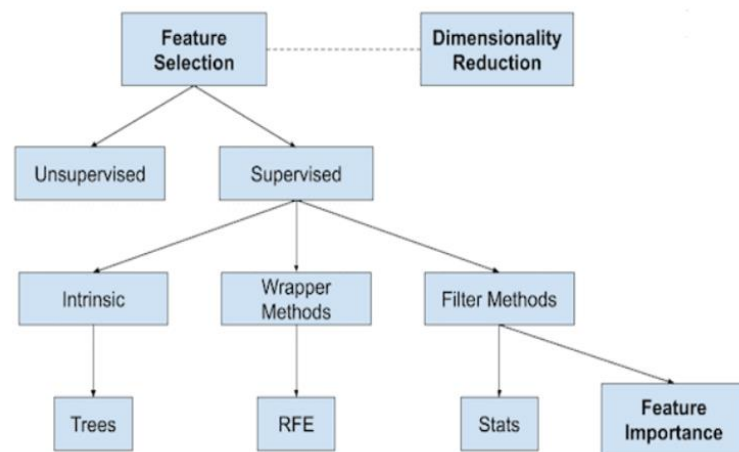 Feature
Selection
Dimensionality
Reduction
Unsupervised
Supervised
Intrinsic
Wrapper
Methods
Filter Methods
Trees
RFE
Stats
Feature
Importance